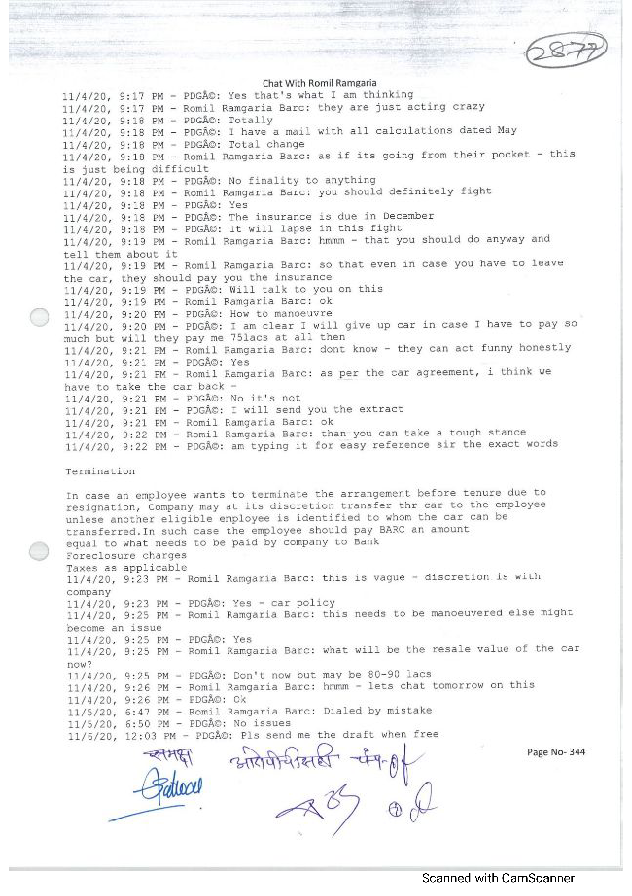 2877
Chat With Romil Ramgaria
11/4/20, 9:17 PM - PDGÂ©: Yes that's what I am thinking
11/4/20, 9:17 PM - Romil Ramgaria Barc: they are just acting crazy
11/4/20, 9:18 PM - PDGÂ©: Totally
11/4/20, 9:18 PM - PDGÂ©: I have a mail with all calculations dated May
11/4/20, 9:18 PM - PDGÂ©: Total change
11/4/20, 9:18 PM - Romil Ramgaria Barc: as if its going from their pocket - this
is just being difficult
11/4/20, 9:18 PM - PDGÂ©: No finality to anything
11/4/20, 9:18 PM - Romil Ramgaria Barc: you should definitely fight
11/4/20, 9:18 PM - PDGÂ©: Yes
11/4/20, 9:18 PM - PDGÂ©: The insurance is due in December
11/4/20, 9:18 PM - PDGÂ©: It will lapse in this fight
11/4/20, 9:19 PM - Romil Ramgaria Barc: hmmm - that you should do anyway and
tell them about it
11/4/20, 9:19 PM - Romil Ramgaria Barc: so that even in case you have to leave
the car, they should pay you the insurance
11/4/20, 9:19 PM - PDGÂ©: Will talk to you on this
11/4/20, 9:19 PM - Romil Ramgaria Barc: ok
11/4/20, 9:20 PM - PDGÂ©: How to manoeuvre
11/4/20, 9:20 PM - PDGÂ©: I am clear I will give up car in case I have to pay so
much but will they pay me 75lacs at all then
11/4/20, 9:21 PM - Romil Ramgaria Barc: dont know - they can act funny honestly
11/4/20, 9:21 PM - PDGÂ©: Yes
11/4/20, 9:21 PM - Romil Ramgaria Barc: as per the car agreement, i think we
have to take the car back -
11/4/20, 9:21 PM - PDGÂ©: No it's not
11/4/20, 9:21 PM - PDGÂ©: I will send you the extract
11/4/20, 9:21 PM - Romil Ramgaria Barc: ok
11/4/20, 9:22 PM - Romil Ramgaria Barc: than you can take a tough stance
11/4/20, 9:22 PM - PDGÂ©: am typing it for easy reference sir the exact words
Termination
In case an employee wants to terminate the arrangement before tenure due to
resignation, Company may at its discretion transfer thr car to the employee
unless another eligible employee is identified to whom the car can be
transferred.In such case the employee should pay BARC an amount
equal to what needs to be paid by company to Bank
Foreclosure charges
Taxes as applicable
11/4/20, 9:23 PM - Romil Ramgaria Barc: this is vague - discretion is with
company
11/4/20, 9:23 PM - PDGÂ©: Yes - car policy
11/4/20, 9:25 PM - Romil Ramgaria Barc: this needs to be manoeuvered else might
become an issue
11/4/20, 9:25 PM - PDGÂ©: Yes
11/4/20, 9:25 PM - Romil Ramgaria Barc: what will be the resale value of the car
now?
11/4/20, 9:25 PM - PDGÂ©: Don't now out may be 80-90 lacs
11/4/20, 9:26 PM - Romil Ramgaria Barc: hmmm - lets chat tomorrow on this
11/4/20, 9:26 PM - PDGÂ©: Ok
11/5/20, 6:47 PM - Romil Ramgaria Barc: Dialed by mistake
11/5/20, 6:50 PM - PDGÂ©: No issues
11/6/20, 12:03 PM - PDGÂ©: Pls send me the draft when free
Page No- 344
समक्ष
Scanned with CamScanner